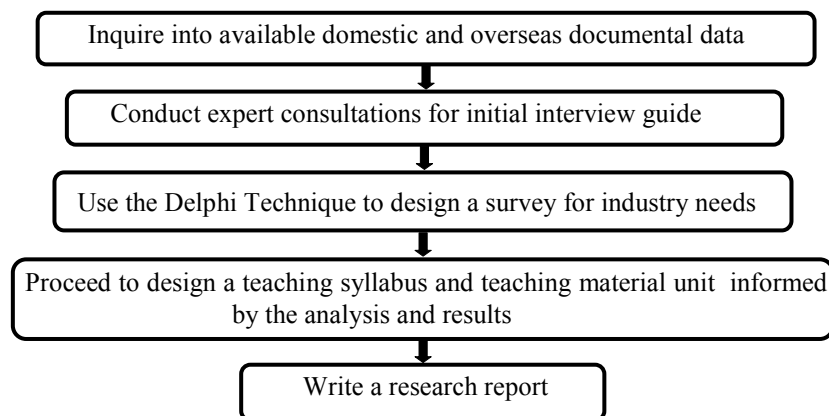 Inquire into available domestic and overseas documental data
Conduct expert consultations for initial interview guide
Use the Delphi Technique to design a survey for industry needs
Proceed to design a teaching syllabus and teaching material unit informed
by the analysis and results
Write a research report